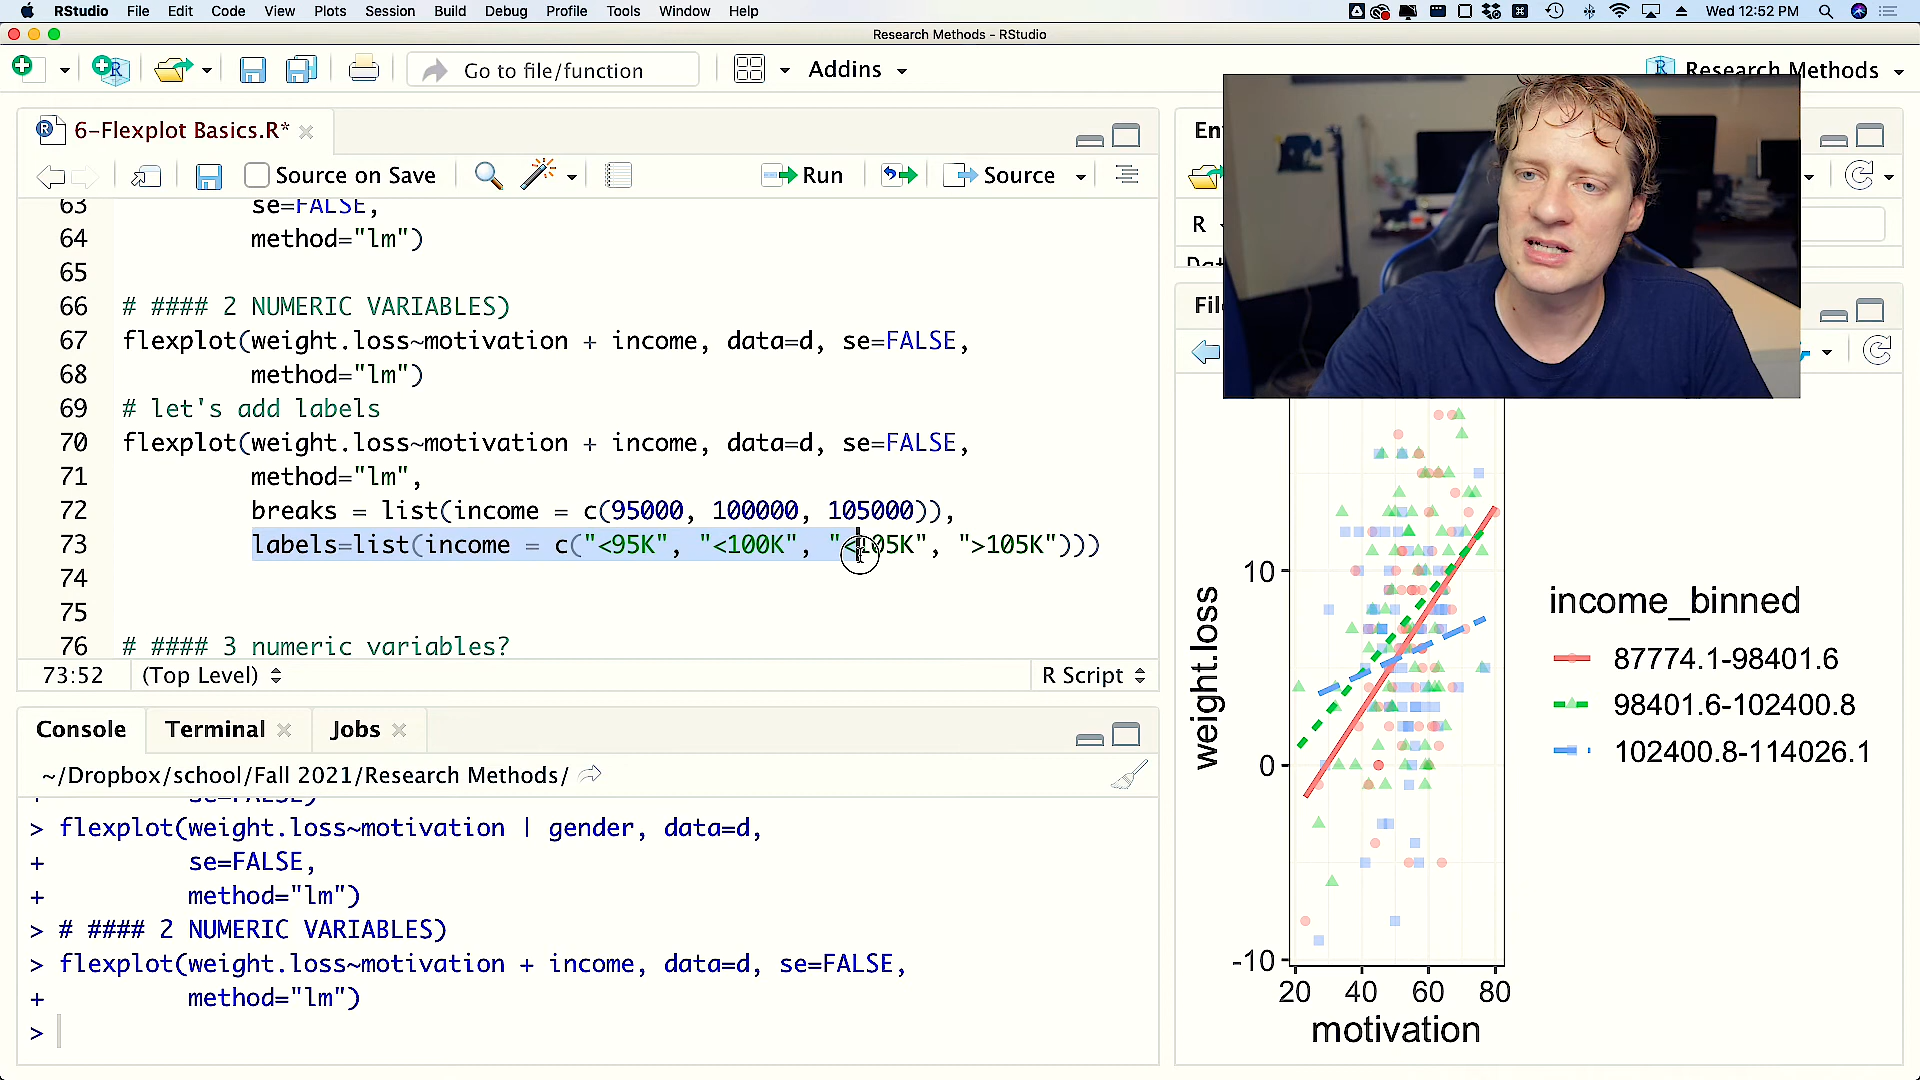 RStudio File Edit Code View Plots Session Build Debug Profile Tools Window Help Wed 12:52 PM
Research Methods - RStudio
Go to file/function Addins Research Methods
6-Flexplot Basics.R*
Source on Save Run Source
63 se=FALSE,
64 method="lm")
65
66 # #### 2 NUMERIC VARIABLES)
67 flexplot(weight.loss~motivation + income, data=d, se=FALSE,
68 method="lm")
69 # let's add labels
70 flexplot(weight.loss~motivation + income, data=d, se=FALSE,
71 method="lm",
72 breaks = list(income = c(95000, 100000, 105000)),
73 labels=list(income = c("<95K", "<100K", "<105K", ">105K")))
74
75
76 # #### 3 numeric variables?
73:52 (Top Level) R Script
Console Terminal Jobs
~/Dropbox/school/Fall 2021/Research Methods/
+ se=FALSE)
> flexplot(weight.loss~motivation | gender, data=d,
+ se=FALSE,
+ method="lm")
> # #### 2 NUMERIC VARIABLES)
> flexplot(weight.loss~motivation + income, data=d, se=FALSE,
+ method="lm")
>
R
weight.loss
10
0
-10
20 40 60 80
motivation
income_binned
87774.1-98401.6
98401.6-102400.8
102400.8-114026.1